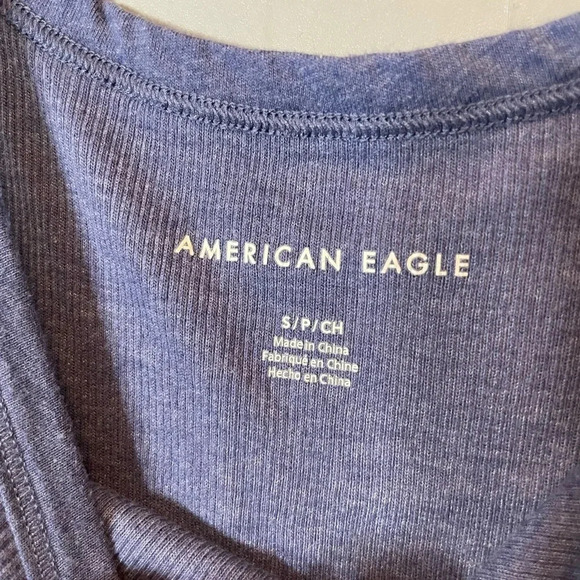 AMERICAN EAGLE
S/P/CH
Made in China
Fabriqué en Chine
Hecho en China